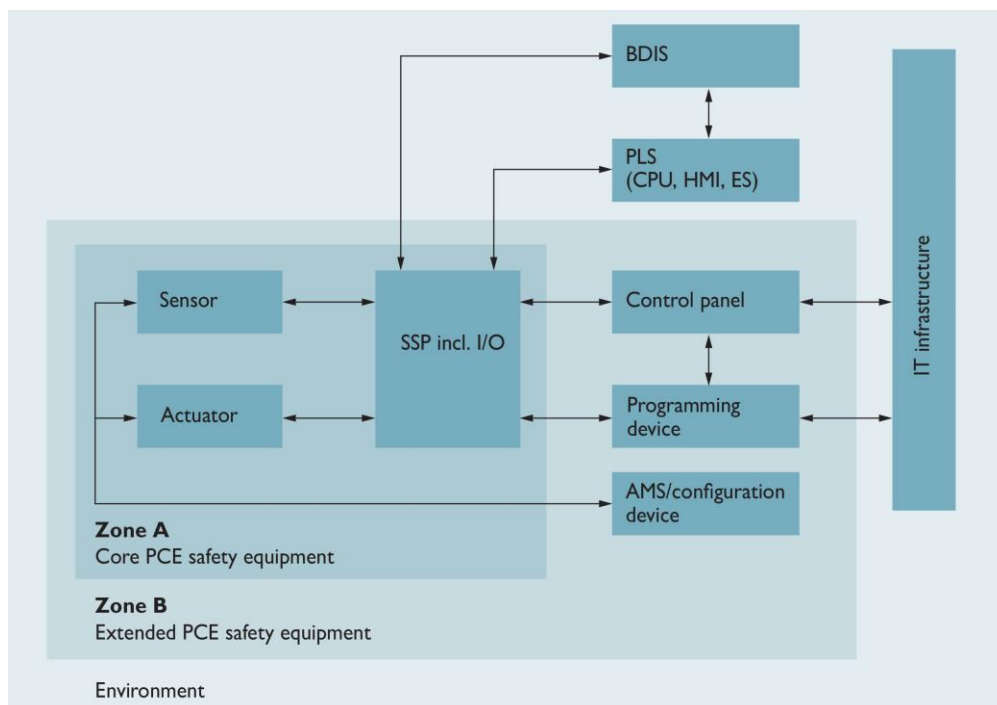 BDIS
PLS
(CPU, HMI, ES)
IT infrastructure
Sensor
SSP incl. I/O
Control panel
Actuator
Programming
device
AMS/configuration
device
Zone A
Core PCE safety equipment
Zone B
Extended PCE safety equipment
Environment